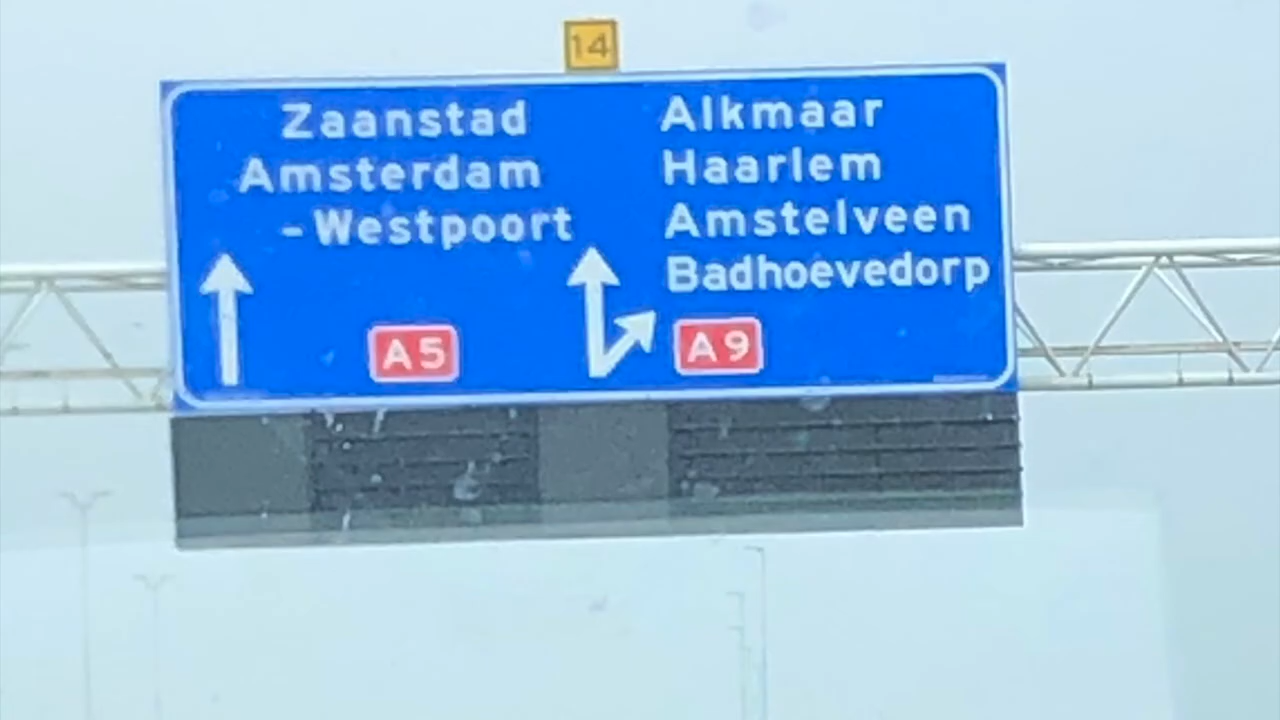 14
Zaanstad
Amsterdam
-Westpoort
A5
Alkmaar
Haarlem
Amstelveen
Badhoevedorp
A9